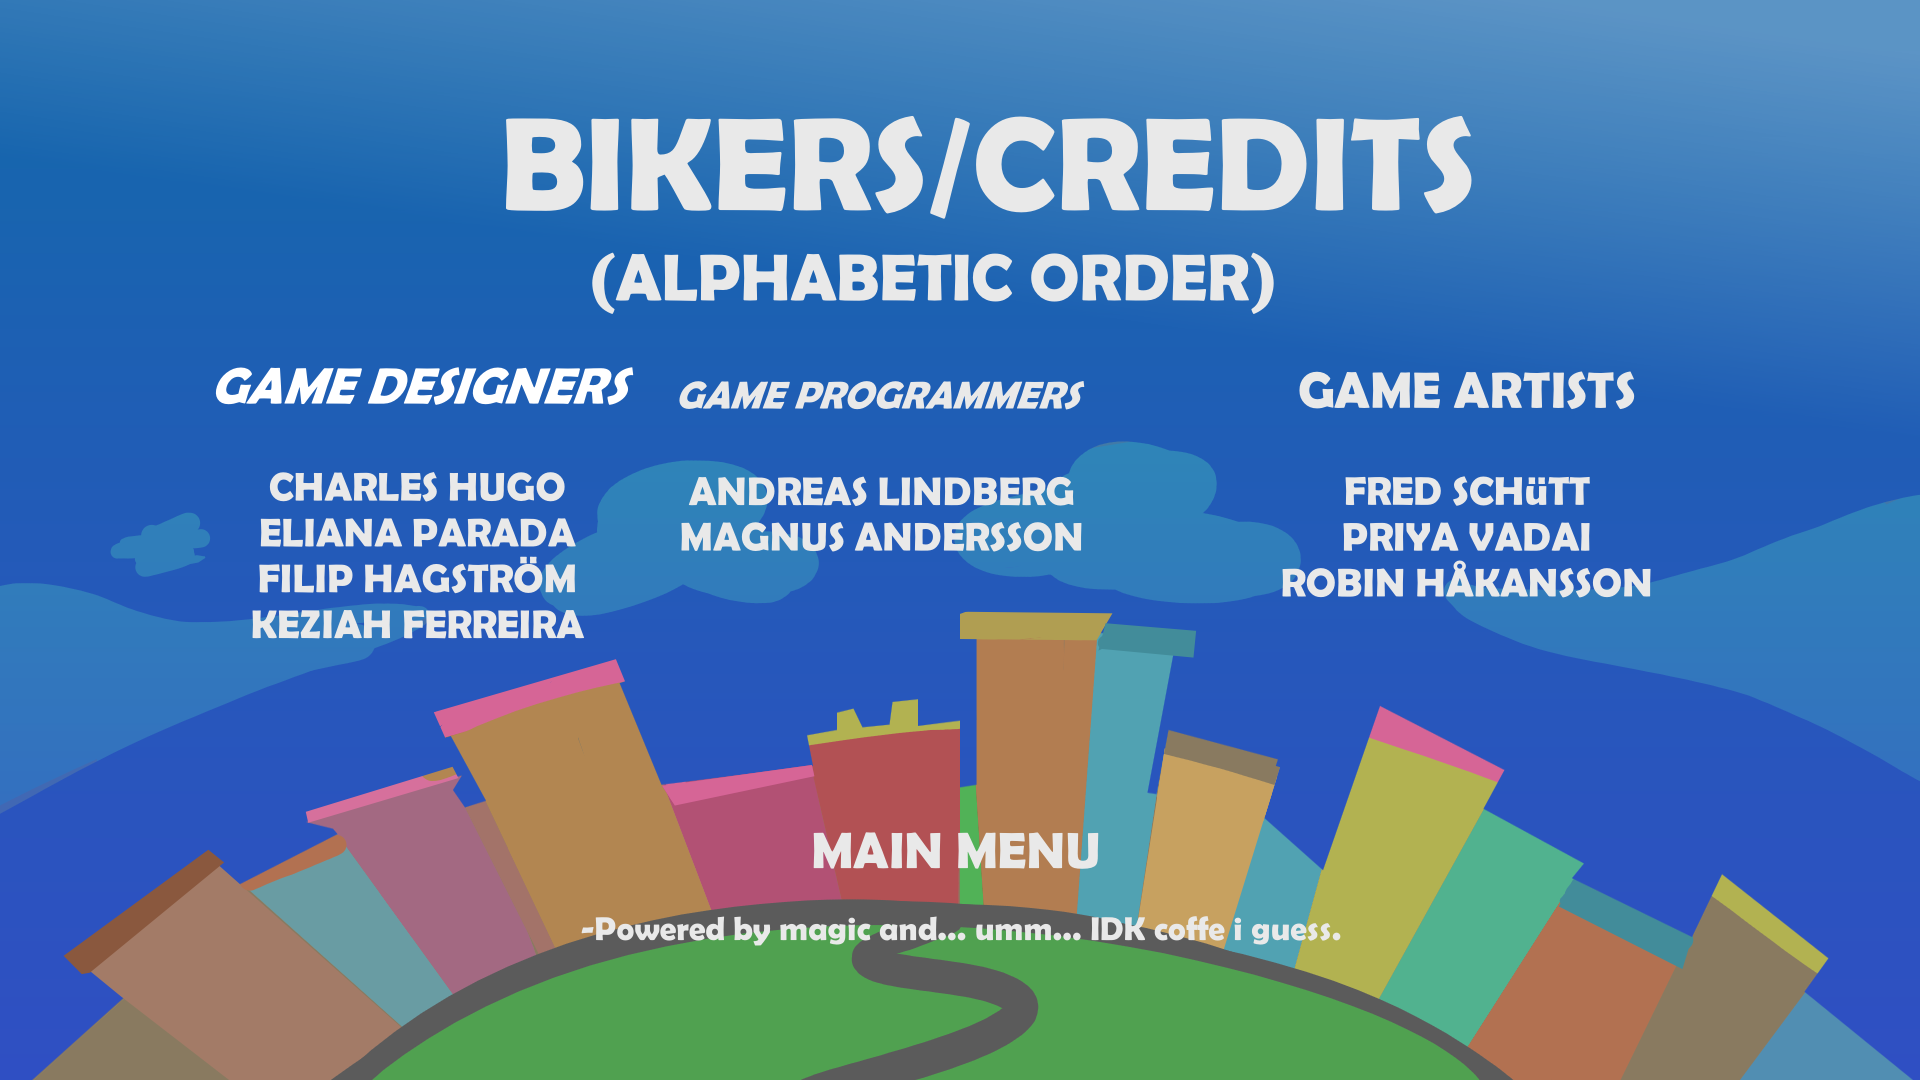 BIKERS/CREDITS
(ALPHABETIC ORDER)
GAME DESIGNERS
CHARLES HUGO
ELIANA PARADA
FILIP HAGSTRÖM
KEZIAH FERREIRA
GAME PROGRAMMERS
ANDREAS LINDBERG
MAGNUS ANDERSSON
GAME ARTISTS
FRED SCHüTT
PRIYA VADAI
ROBIN HÅKANSSON
MAIN MENU
-Powered by magic and... umm... IDK coffe i guess.